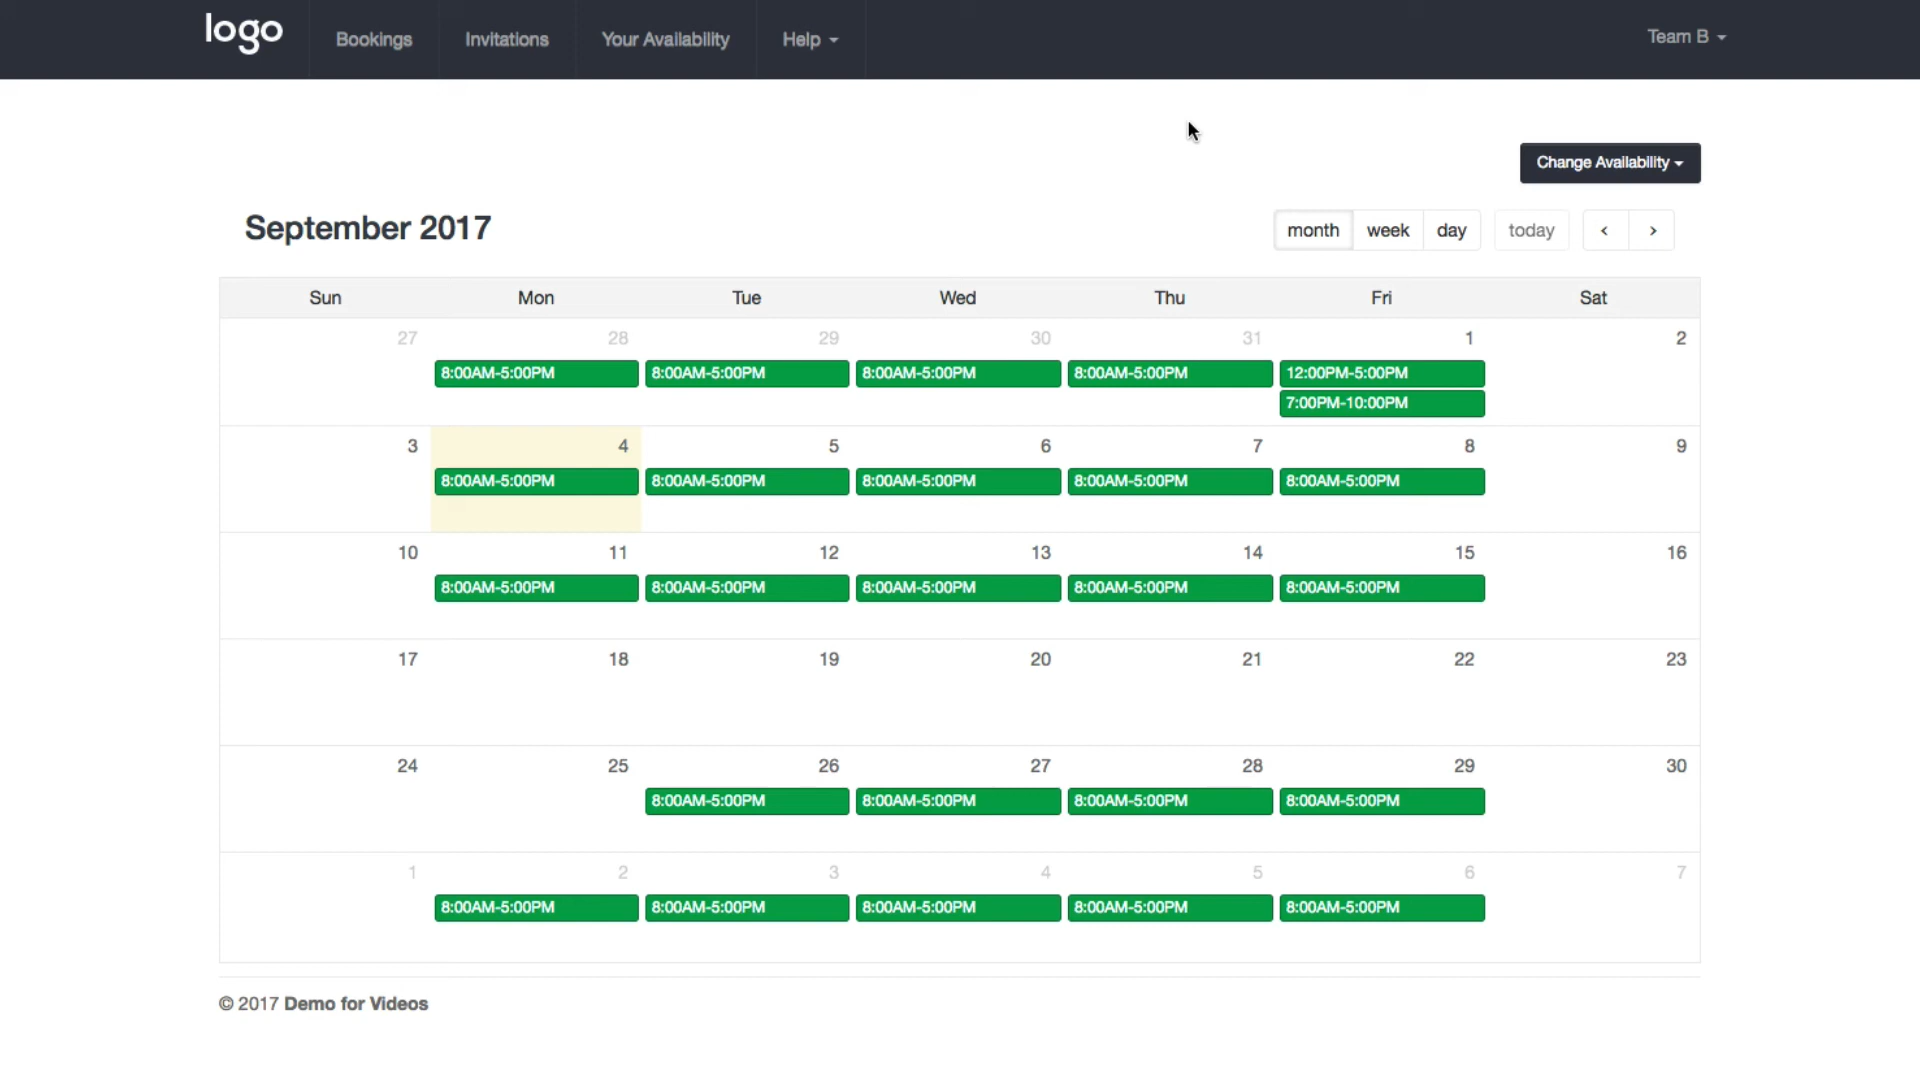 logo Bookings Invitations Your Availability Help Team B
Change Availability
September 2017 month week day today ‹ ›
Sun Mon Tue Wed Thu Fri Sat
27 28 29 30 31 1 2
8:00AM-5:00PM 8:00AM-5:00PM 8:00AM-5:00PM 8:00AM-5:00PM 12:00PM-5:00PM
7:00PM-10:00PM
3 4 5 6 7 8 9
8:00AM-5:00PM 8:00AM-5:00PM 8:00AM-5:00PM 8:00AM-5:00PM 8:00AM-5:00PM
10 11 12 13 14 15 16
8:00AM-5:00PM 8:00AM-5:00PM 8:00AM-5:00PM 8:00AM-5:00PM 8:00AM-5:00PM
17 18 19 20 21 22 23
24 25 26 27 28 29 30
8:00AM-5:00PM 8:00AM-5:00PM 8:00AM-5:00PM 8:00AM-5:00PM
1 2 3 4 5 6 7
8:00AM-5:00PM 8:00AM-5:00PM 8:00AM-5:00PM 8:00AM-5:00PM 8:00AM-5:00PM
© 2017 Demo for Videos